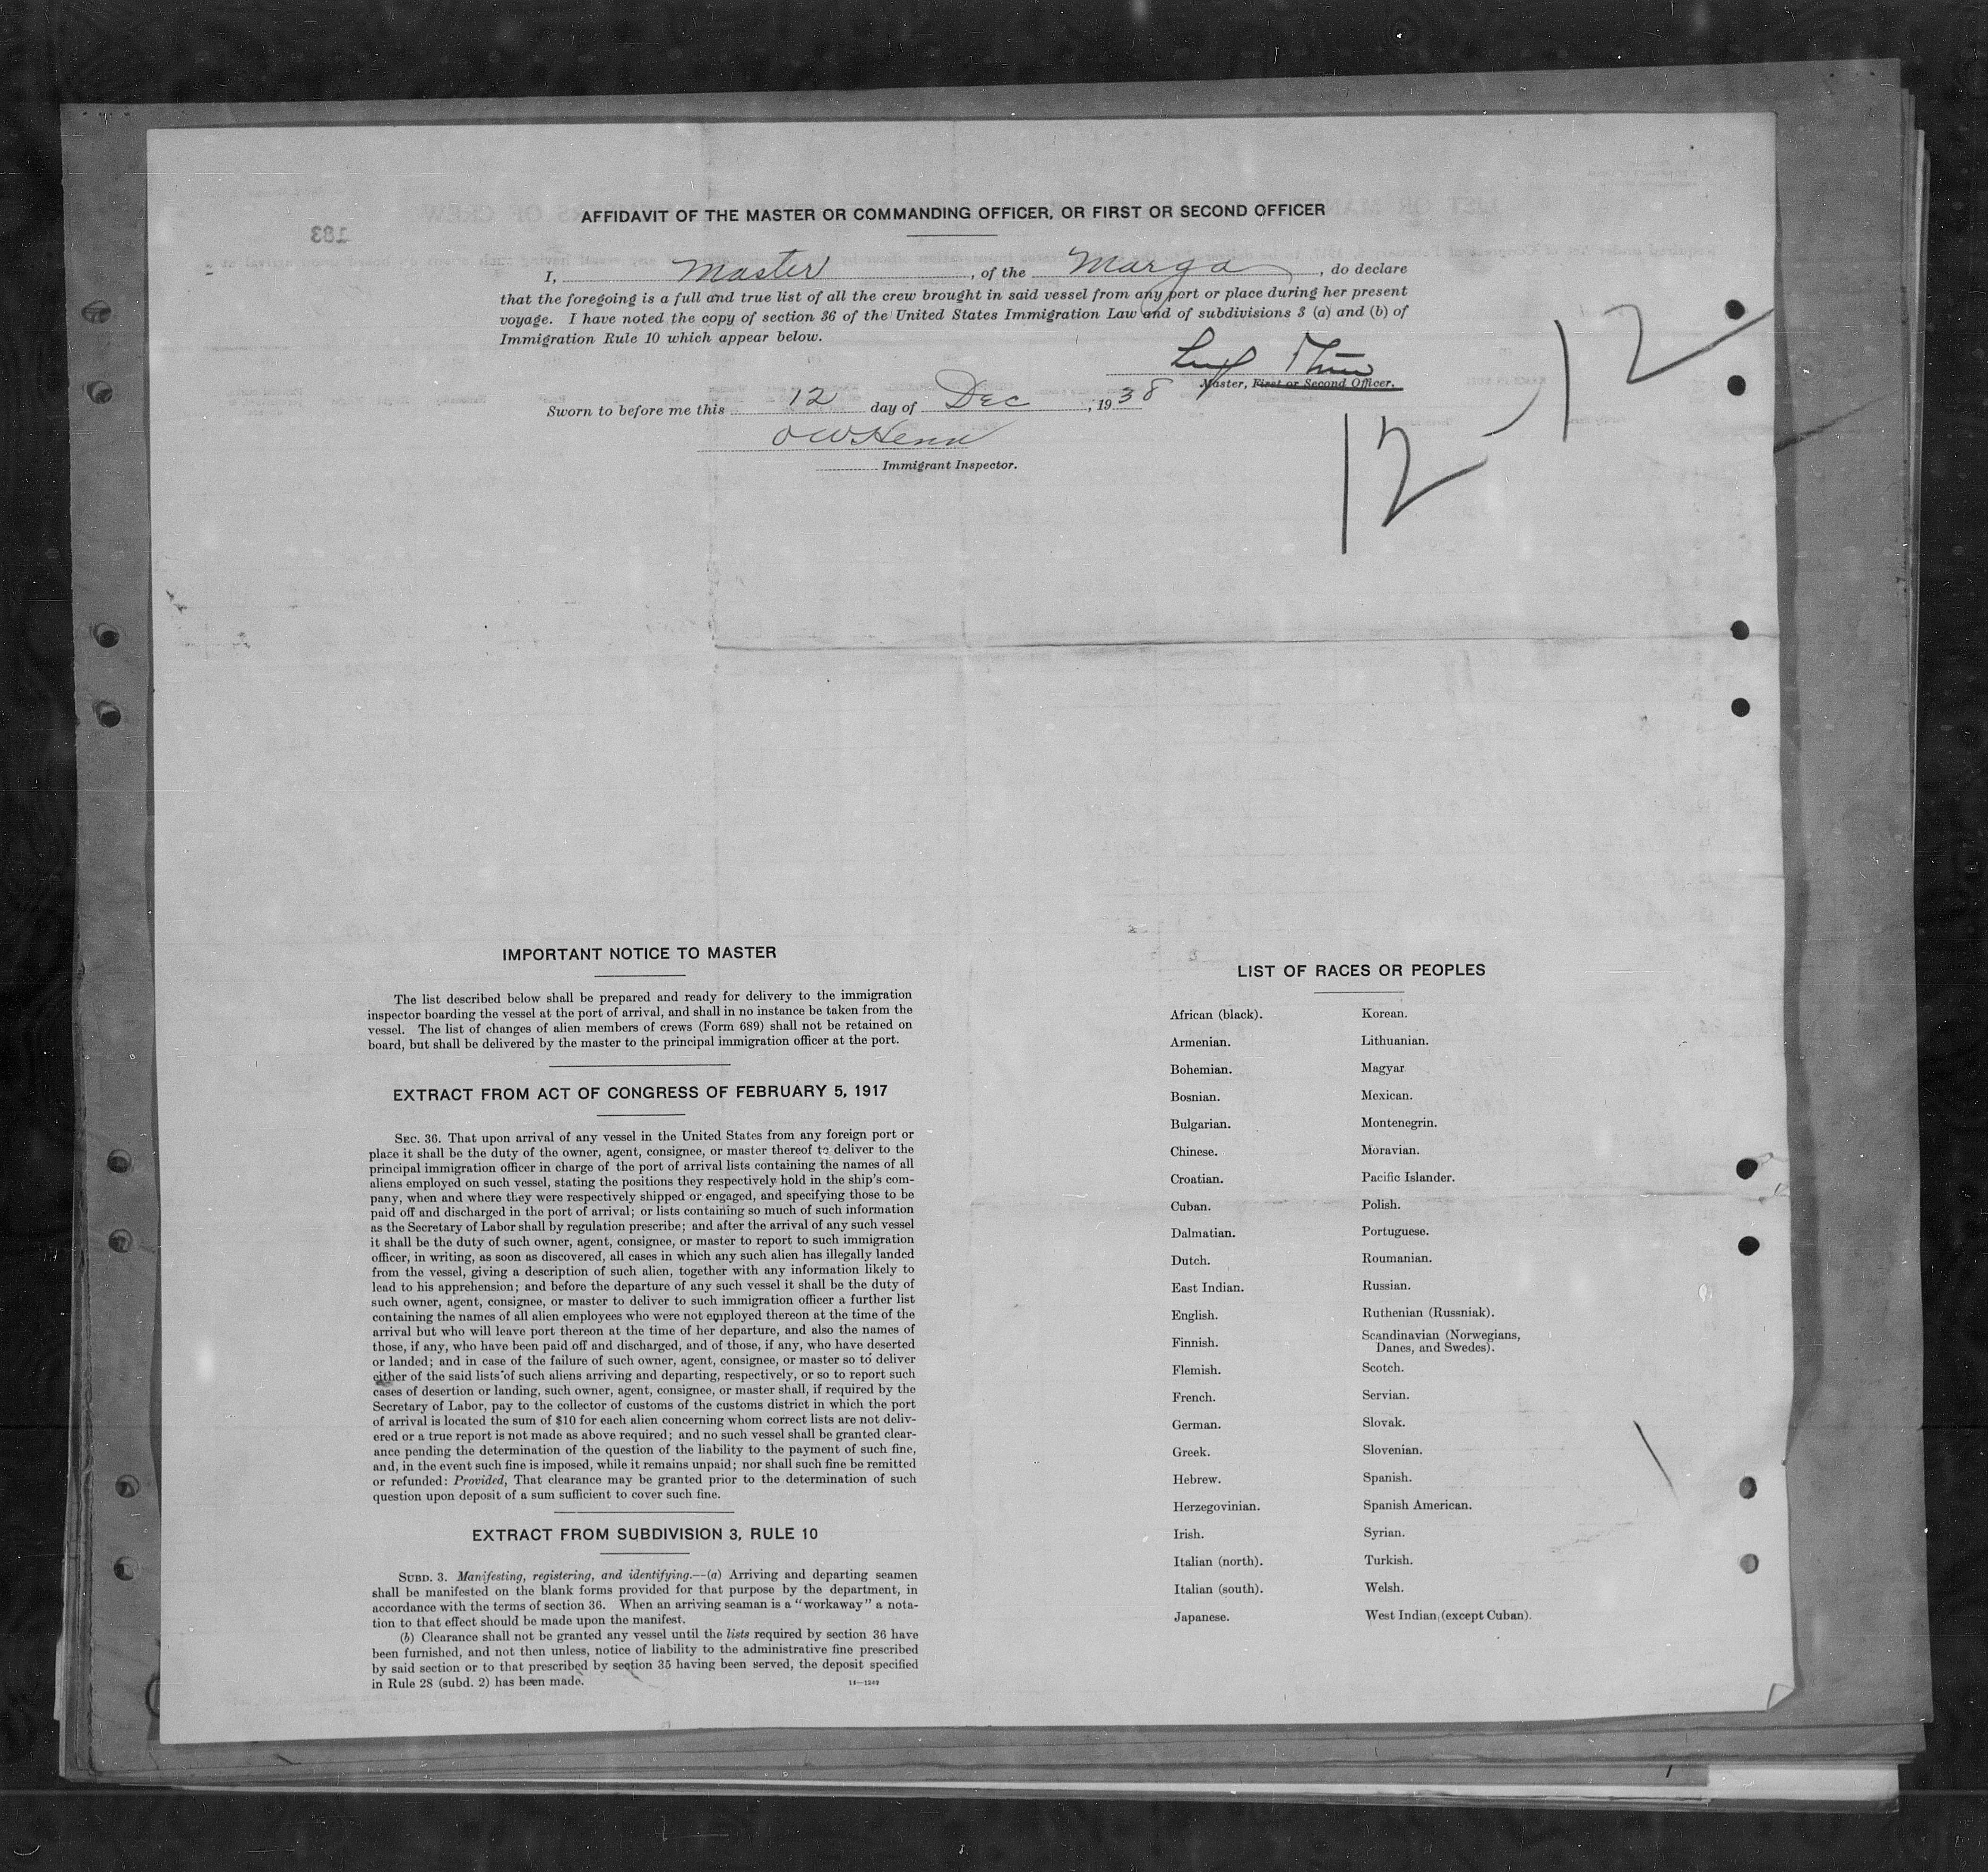 AFFIDAVIT OF THE MASTER OR COMMANDING OFFICER, OR FIRST OR SECOND OFFICER
183
I, Master, of the Marga, do declare
that the foregoing is a full and true list of all the crew brought in said vessel from any port or place during her present
voyage. I have noted the copy of section 36 of the United States Immigration Law and of subdivisions 3 (a) and (b) of
Immigration Rule 10 which appear below.
Master, First or Second Officer.
Sworn to before me this 12 day of Dec, 1938
Immigrant Inspector.
12-12
IMPORTANT NOTICE TO MASTER
The list described below shall be prepared and ready for delivery to the immigration
inspector boarding the vessel at the port of arrival, and shall in no instance be taken from the
vessel. The list of changes of alien members of crews (Form 689) shall not be retained on
board, but shall be delivered by the master to the principal immigration officer at the port.
EXTRACT FROM ACT OF CONGRESS OF FEBRUARY 5, 1917
SEC. 36. That upon arrival of any vessel in the United States from any foreign port or
place it shall be the duty of the owner, agent, consignee, or master thereof to deliver to the
principal immigration officer in charge of the port of arrival lists containing the names of all
aliens employed on such vessel, stating the positions they respectively hold in the ship's com-
pany, when and where they were respectively shipped or engaged, and specifying those to be
paid off and discharged in the port of arrival; or lists containing so much of such information
as the Secretary of Labor shall by regulation prescribe; and after the arrival of any such vessel
it shall be the duty of such owner, agent, consignee, or master to report to such immigration
officer, in writing, as soon as discovered, all cases in which any such alien has illegally landed
from the vessel, giving a description of such alien, together with any information likely to
lead to his apprehension; and before the departure of any such vessel it shall be the duty of
such owner, agent, consignee, or master to deliver to such immigration officer a further list
containing the names of all alien employees who were not employed thereon at the time of the
arrival but who will leave port thereon at the time of her departure, and also the names of
those, if any, who have been paid off and discharged, and of those, if any, who have deserted
or landed; and in case of the failure of such owner, agent, consignee, or master so to deliver
either of the said lists of such aliens arriving and departing, respectively, or so to report such
cases of desertion or landing, such owner, agent, consignee, or master shall, if required by the
Secretary of Labor, pay to the collector of customs of the customs district in which the port
of arrival is located the sum of $10 for each alien concerning whom correct lists are not deliv-
ered or a true report is not made as above required; and no such vessel shall be granted clear-
ance pending the determination of the question of the liability to the payment of such fine,
and, in the event such fine is imposed, while it remains unpaid; nor shall such fine be remitted
or refunded: Provided, That clearance may be granted prior to the determination of such
question upon deposit of a sum sufficient to cover such fine.
EXTRACT FROM SUBDIVISION 3, RULE 10
SUBD. 3. Manifesting, registering, and identifying.—(a) Arriving and departing seamen
shall be manifested on the blank forms provided for that purpose by the department, in
accordance with the terms of section 36. When an arriving seaman is a "workaway" a nota-
tion to that effect should be made upon the manifest.
(b) Clearance shall not be granted any vessel until the lists required by section 36 have
been furnished, and not then unless, notice of liability to the administrative fine prescribed
by said section or to that prescribed by section 35 having been served, the deposit specified
in Rule 28 (subd. 2) has been made.
LIST OF RACES OR PEOPLES
African (black).
Armenian.
Bohemian.
Bosnian.
Bulgarian.
Chinese.
Croatian.
Cuban.
Dalmatian.
Dutch.
East Indian.
English.
Finnish.
Flemish.
French.
German.
Greek.
Hebrew.
Herzegovinian.
Irish.
Italian (north).
Italian (south).
Japanese.
Korean.
Lithuanian.
Magyar
Mexican.
Montenegrin.
Moravian.
Pacific Islander.
Polish.
Portuguese.
Roumanian.
Russian.
Ruthenian (Russniak).
Scandinavian (Norwegians,
Danes, and Swedes).
Scotch.
Servian.
Slovak.
Slovenian.
Spanish.
Spanish American.
Syrian.
Turkish.
Welsh.
West Indian (except Cuban).